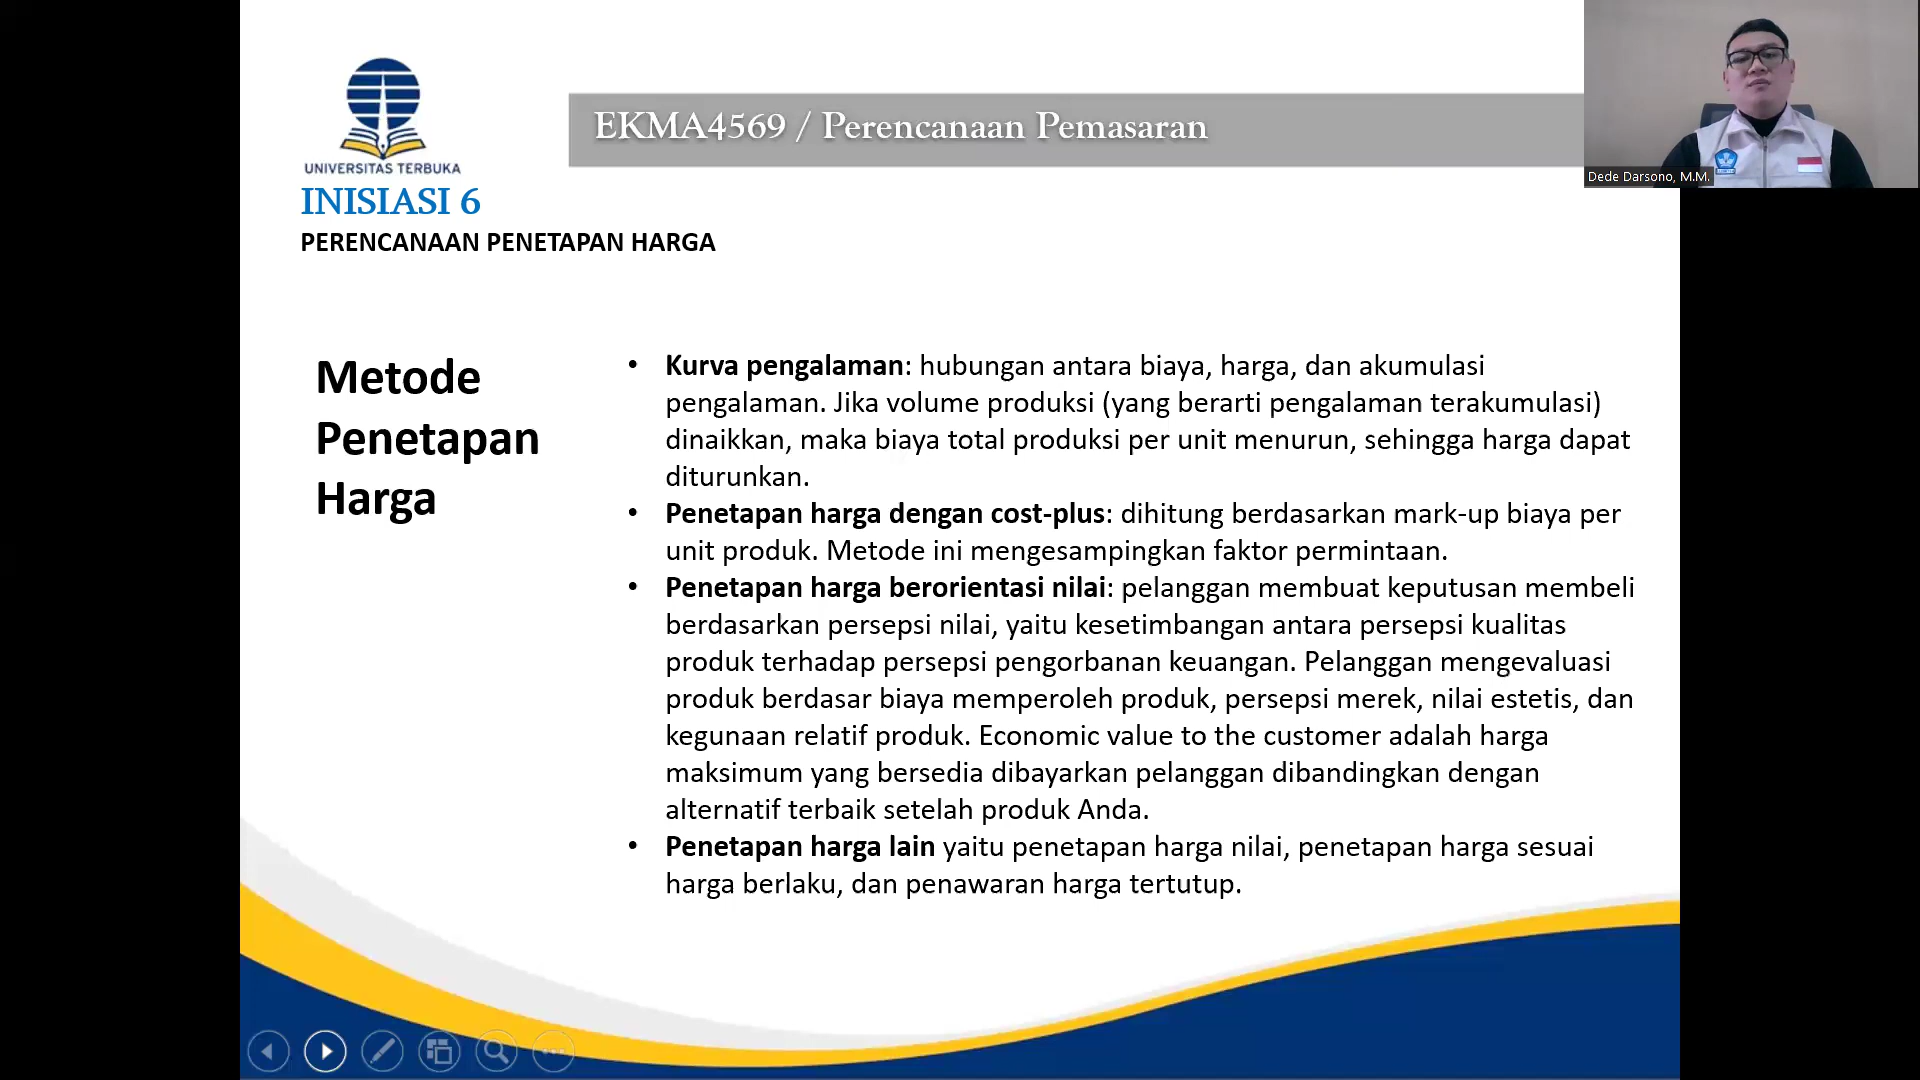 UNIVERSITAS TERBUKA
EKMA4569 / Perencanaan Pemasaran
Dede Darsono, M.M.
INISIASI 6
PERENCANAAN PENETAPAN HARGA
Metode
Penetapan
Harga
• Kurva pengalaman: hubungan antara biaya, harga, dan akumulasi
pengalaman. Jika volume produksi (yang berarti pengalaman terakumulasi)
dinaikkan, maka biaya total produksi per unit menurun, sehingga harga dapat
diturunkan.
• Penetapan harga dengan cost-plus: dihitung berdasarkan mark-up biaya per
unit produk. Metode ini mengesampingkan faktor permintaan.
• Penetapan harga berorientasi nilai: pelanggan membuat keputusan membeli
berdasarkan persepsi nilai, yaitu kesetimbangan antara persepsi kualitas
produk terhadap persepsi pengorbanan keuangan. Pelanggan mengevaluasi
produk berdasar biaya memperoleh produk, persepsi merek, nilai estetis, dan
kegunaan relatif produk. Economic value to the customer adalah harga
maksimum yang bersedia dibayarkan pelanggan dibandingkan dengan
alternatif terbaik setelah produk Anda.
• Penetapan harga lain yaitu penetapan harga nilai, penetapan harga sesuai
harga berlaku, dan penawaran harga tertutup.